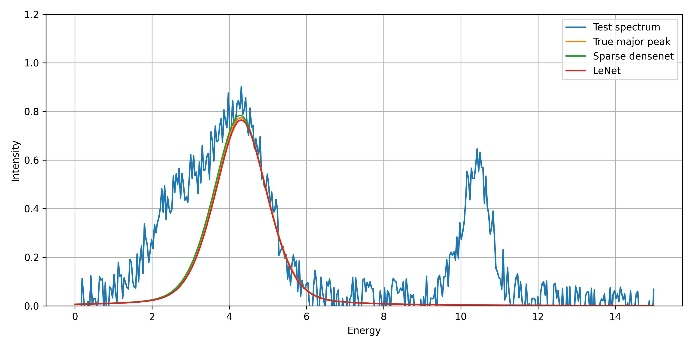 1.2
1.0
0.8
0.6
0.4
0.2
0.0
Intensity
Test spectrum
True major peak
Sparse densenet
LeNet
0 2 4 6 8 10 12 14
Energy